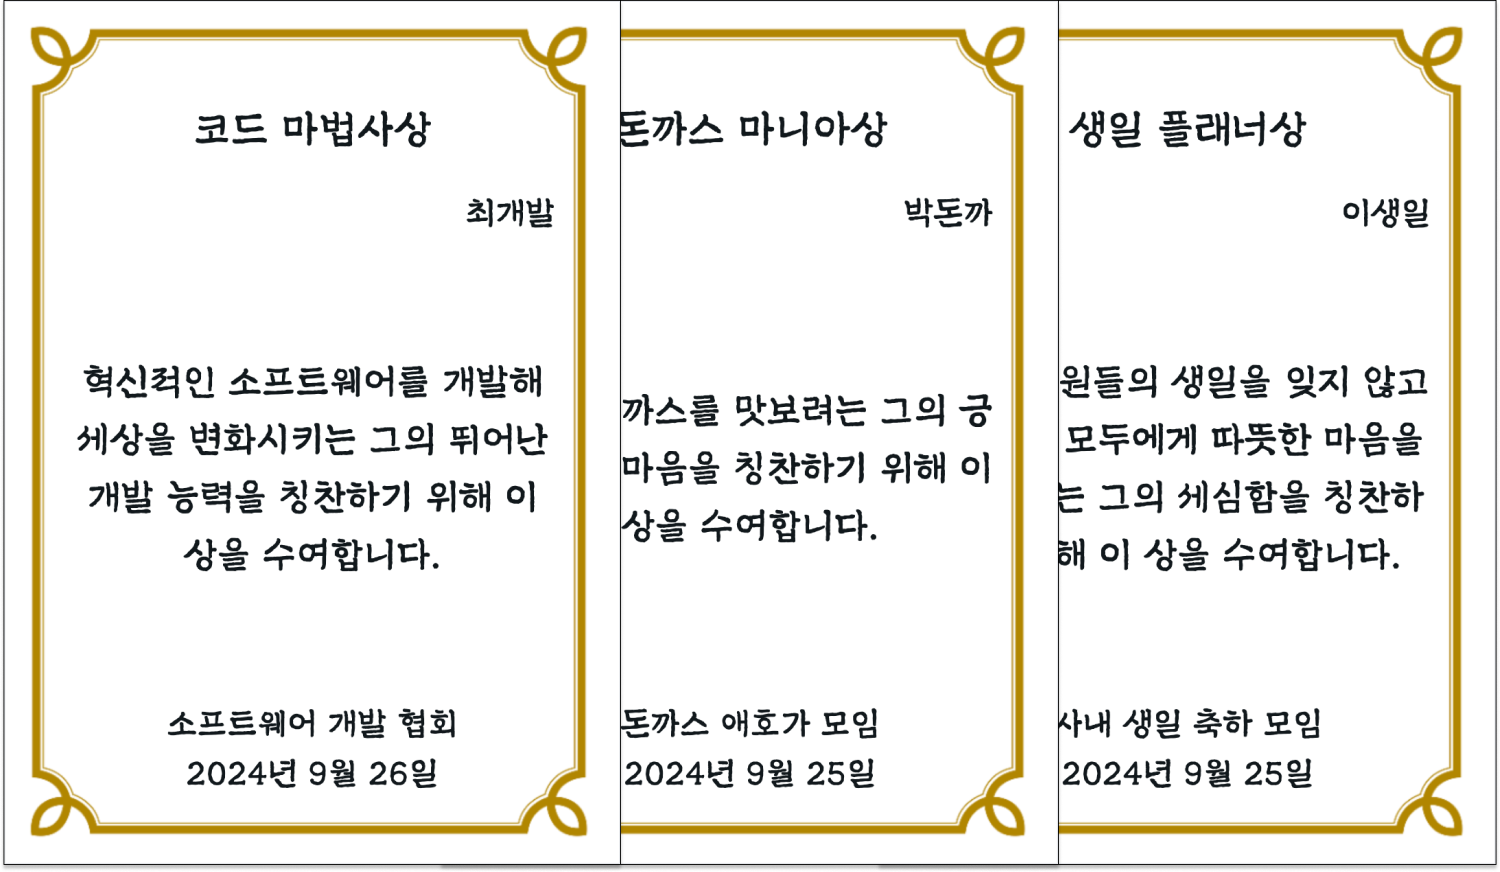 코드 마법사상
최개발
혁신적인 소프트웨어를 개발해
세상을 변화시키는 그의 뛰어난
개발 능력을 칭찬하기 위해 이
상을 수여합니다.
소프트웨어 개발 협회
2024년 9월 26일
돈까스 마니아상
박돈까
까스를 맛보려는 그의 긍
마음을 칭찬하기 위해 이
상을 수여합니다.
돈까스 애호가 모임
2024년 9월 25일
생일 플래너상
이생일
원들의 생일을 잊지 않고
모두에게 따뜻한 마음을
는 그의 세심함을 칭찬하
해 이 상을 수여합니다.
사내 생일 축하 모임
2024년 9월 25일